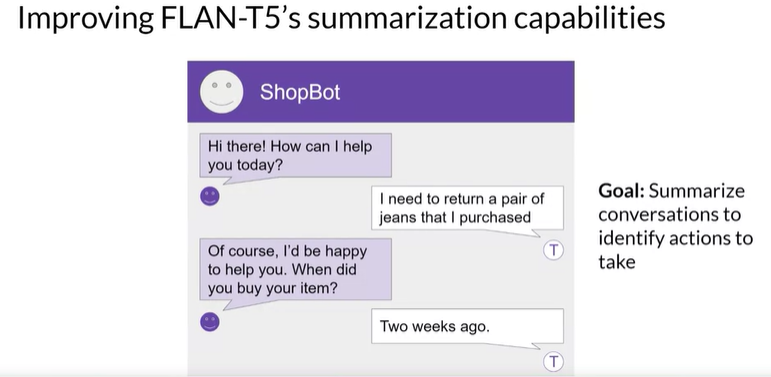 Improving FLAN-T5's summarization capabilities
ShopBot
Hi there! How can I help
you today?
I need to return a pair of
jeans that I purchased
T
Of course, I'd be happy
to help you. When did
you buy your item?
Two weeks ago.
T
Goal: Summarize
conversations to
identify actions to
take